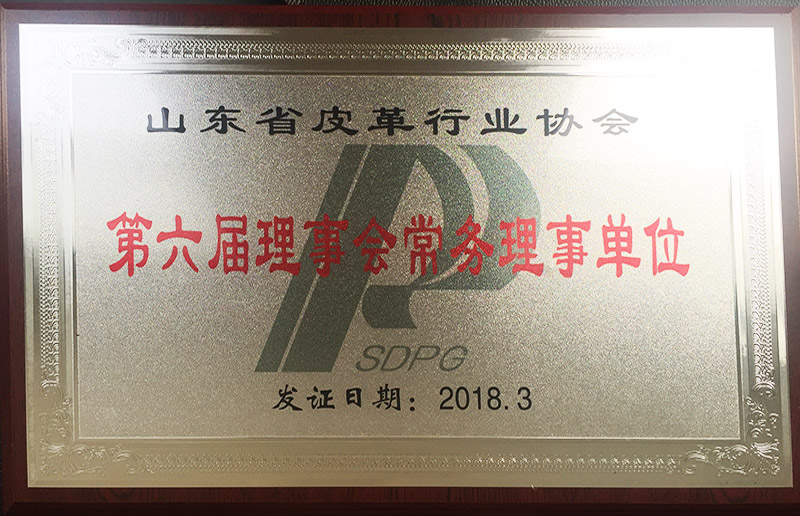 山东省皮革行业协会
第六届理事会常务理事单位
SDPG
发证日期：2018.3